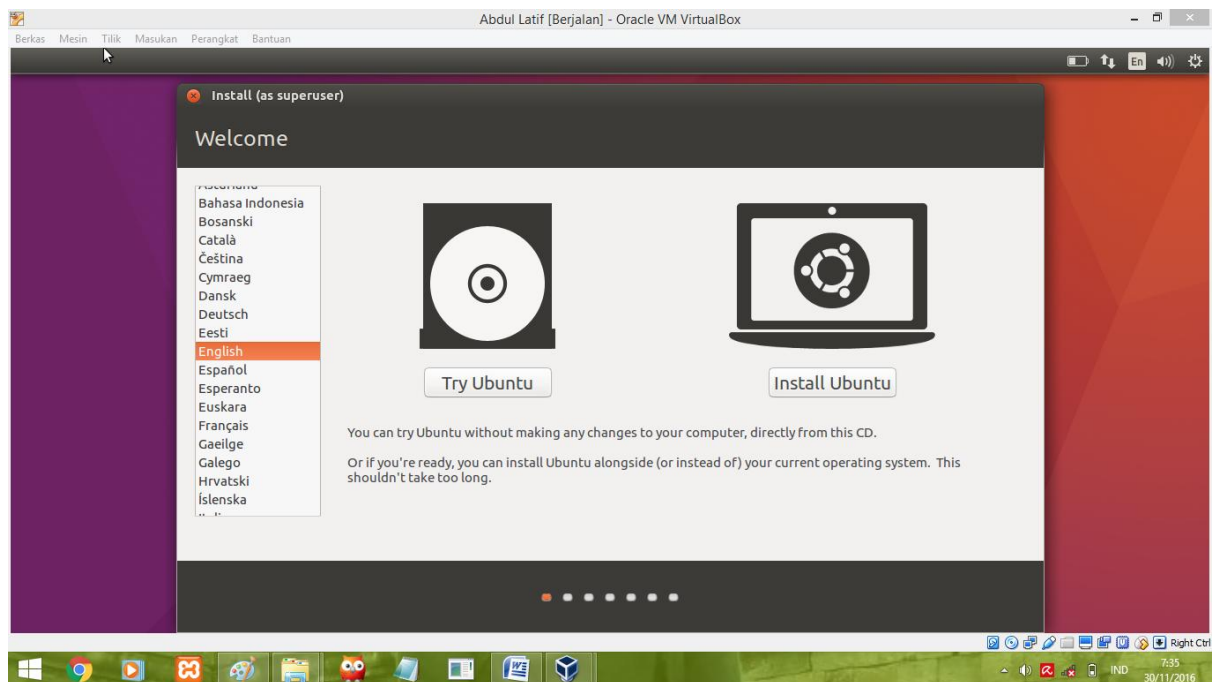 Abdul Latif [Berjalan] - Oracle VM VirtualBox
Berkas Mesin Tilik Masukan Perangkat Bantuan
En
Install (as superuser)
Welcome
Bahasa Indonesia
Bosanski
Català
Čeština
Cymraeg
Dansk
Deutsch
Eesti
English
Español
Esperanto
Euskara
Français
Gaeilge
Galego
Hrvatski
Íslenska
Try Ubuntu
Install Ubuntu
You can try Ubuntu without making any changes to your computer, directly from this CD.
Or if you're ready, you can install Ubuntu alongside (or instead of) your current operating system. This
shouldn't take too long.
Right Ctrl
IND
7:35
30/11/2016